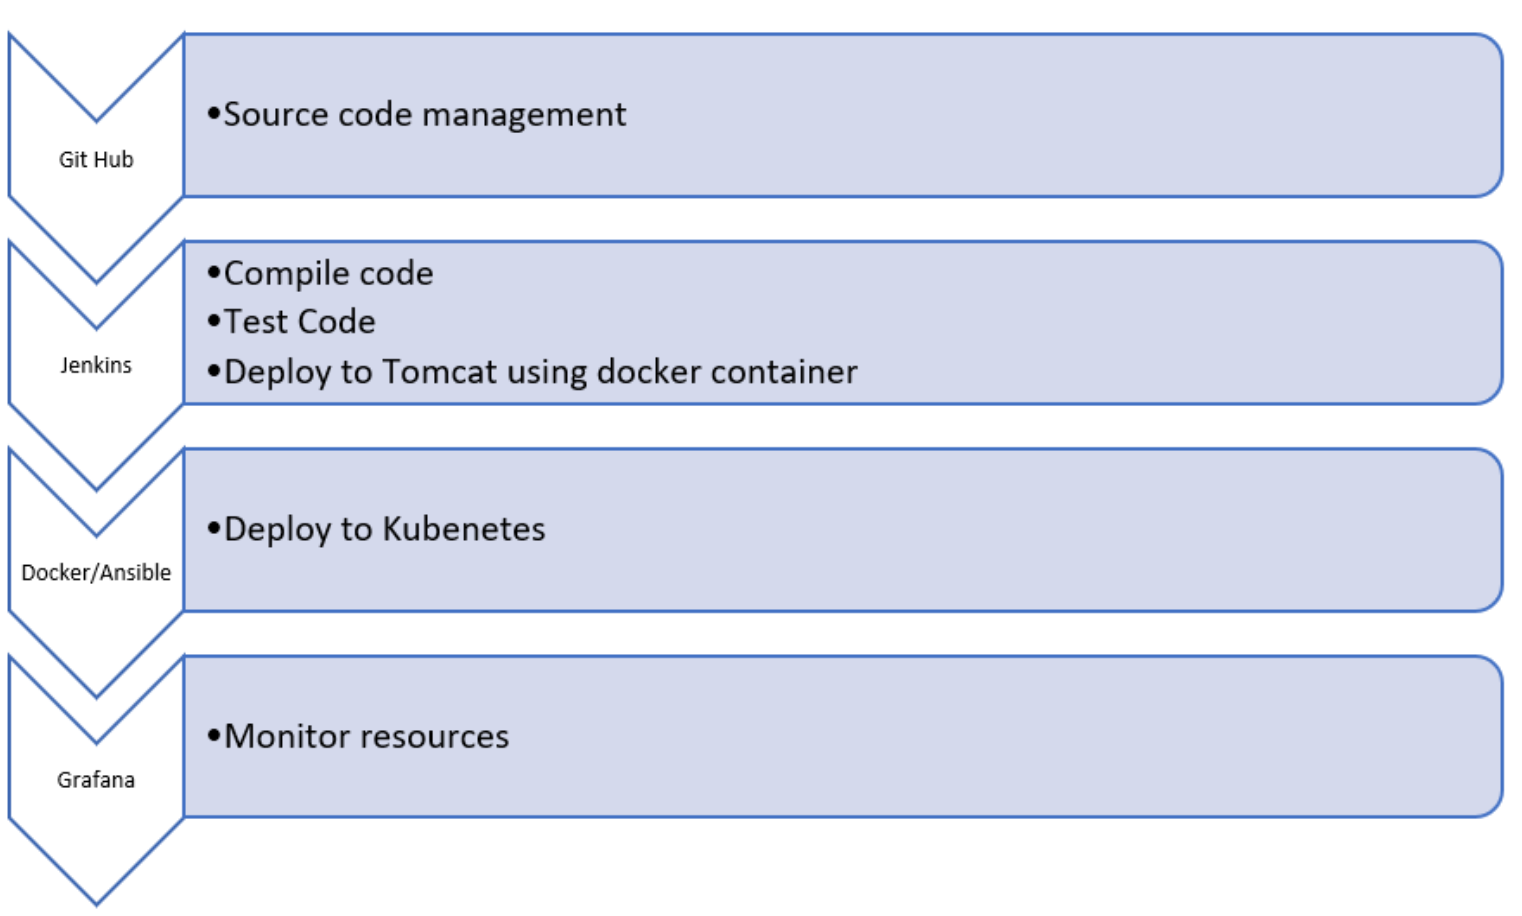 Git Hub
•Source code management
Jenkins
•Compile code
•Test Code
•Deploy to Tomcat using docker container
Docker/Ansible
•Deploy to Kubenetes
Grafana
•Monitor resources